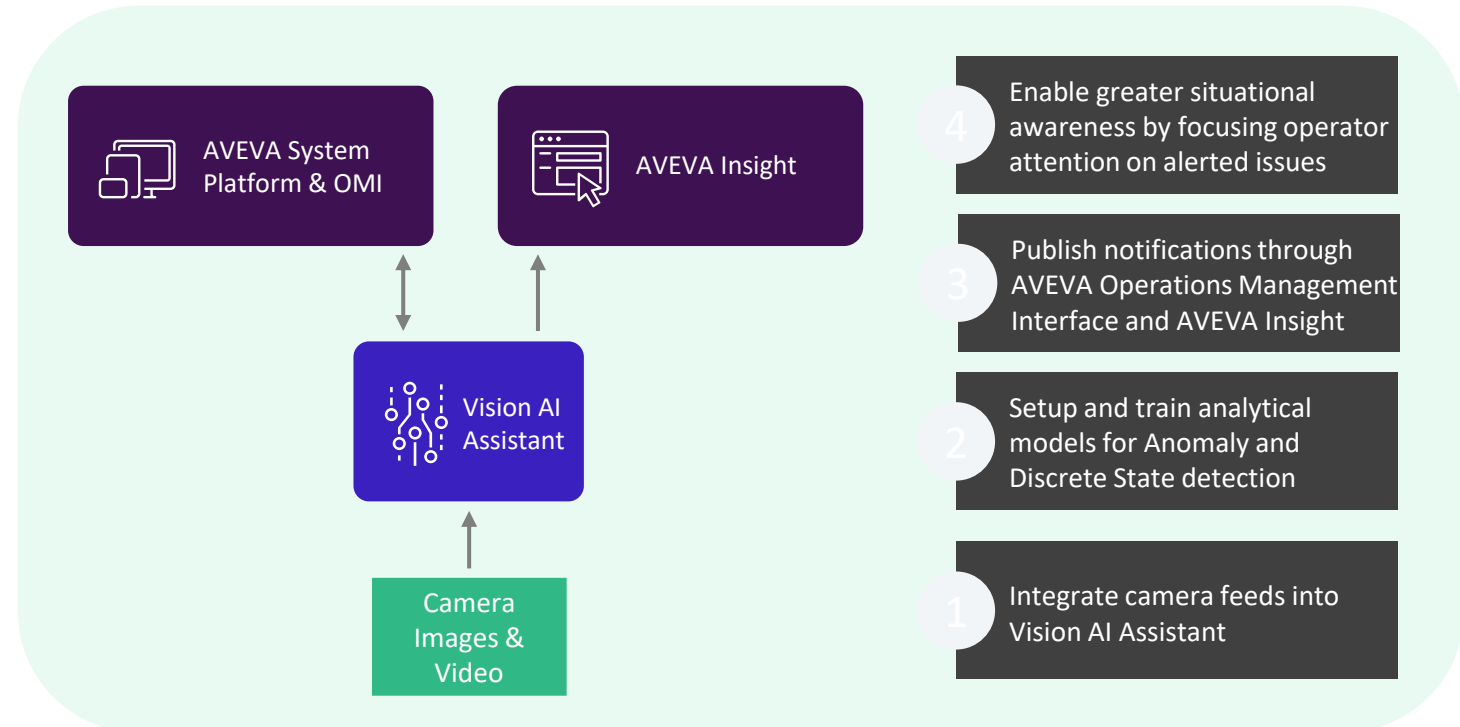 AVEVA System
Platform & OMI
AVEVA Insight
Vision AI
Assistant
Camera
Images &
Video
4
Enable greater situational
awareness by focusing operator
attention on alerted issues
3
Publish notifications through
AVEVA Operations Management
Interface and AVEVA Insight
2
Setup and train analytical
models for Anomaly and
Discrete State detection
1
Integrate camera feeds into
Vision AI Assistant